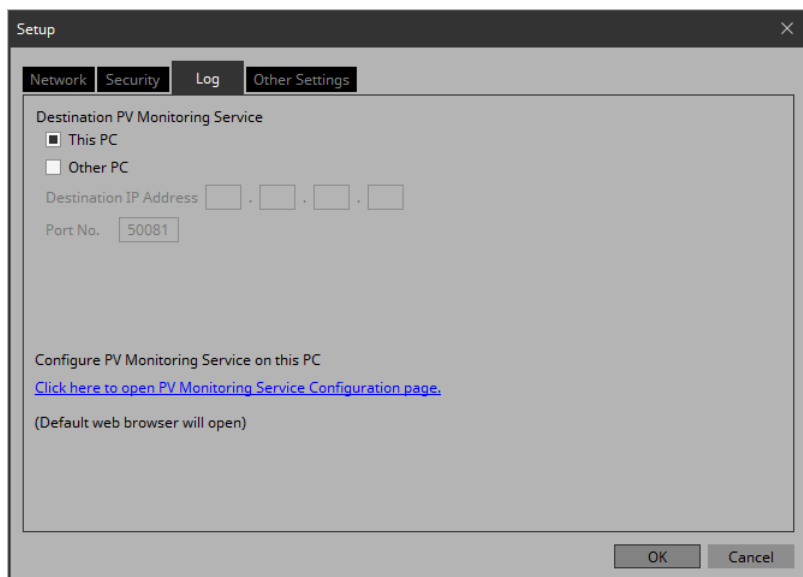 Setup
Network Security Log Other Settings
Destination PV Monitoring Service
This PC
Other PC
Destination IP Address . . .
Port No. 50081
Configure PV Monitoring Service on this PC
Click here to open PV Monitoring Service Configuration page.
(Default web browser will open)
OK Cancel